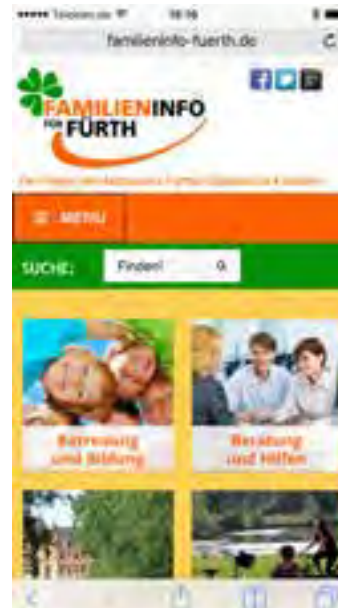 familieninfo-fuerth.de
FAMILIENINFO
FÜR FÜRTH
MENU
SUCHE:
Finden!
Betreuung
und Bildung
Beratung
und Hilfen